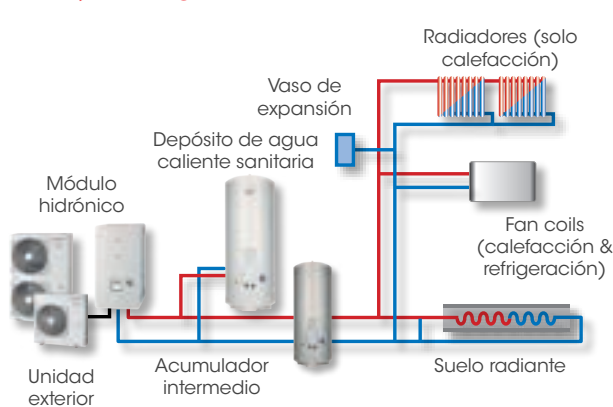 Radiadores (solo
calefacción)
Vaso de
expansión
Depósito de agua
caliente sanitaria
Módulo
hidrónico
Fan coils
(calefacción &
refrigeración)
Unidad
exterior
Acumulador
intermedio
Suelo radiante